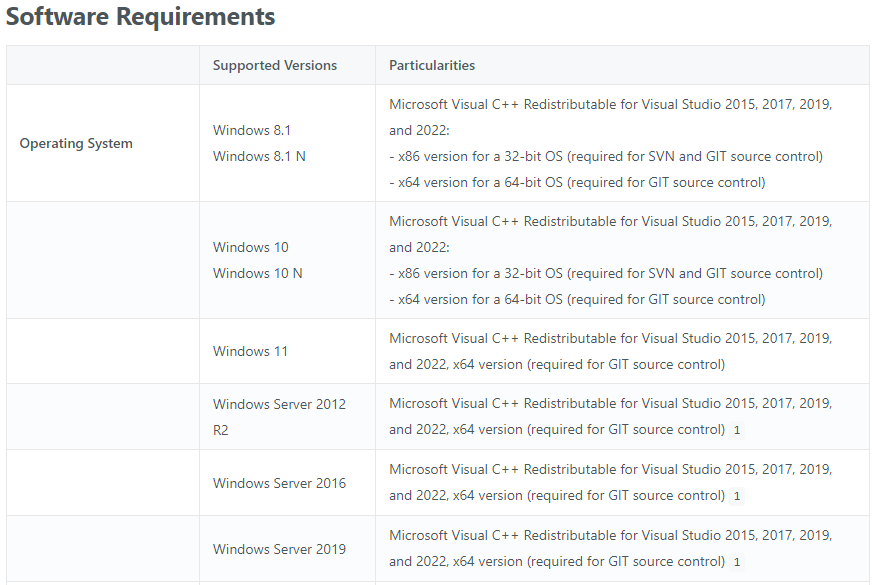 Software Requirements
Supported Versions
Particularities
Operating System
Windows 8.1
Windows 8.1 N
Microsoft Visual C++ Redistributable for Visual Studio 2015, 2017, 2019,
and 2022:
- x86 version for a 32-bit OS (required for SVN and GIT source control)
- x64 version for a 64-bit OS (required for GIT source control)
Windows 10
Windows 10 N
Microsoft Visual C++ Redistributable for Visual Studio 2015, 2017, 2019,
and 2022:
- x86 version for a 32-bit OS (required for SVN and GIT source control)
- x64 version for a 64-bit OS (required for GIT source control)
Windows 11
Microsoft Visual C++ Redistributable for Visual Studio 2015, 2017, 2019,
and 2022, x64 version (required for GIT source control)
Windows Server 2012
R2
Microsoft Visual C++ Redistributable for Visual Studio 2015, 2017, 2019,
and 2022, x64 version (required for GIT source control) 1
Windows Server 2016
Microsoft Visual C++ Redistributable for Visual Studio 2015, 2017, 2019,
and 2022, x64 version (required for GIT source control) 1
Windows Server 2019
Microsoft Visual C++ Redistributable for Visual Studio 2015, 2017, 2019,
and 2022, x64 version (required for GIT source control) 1